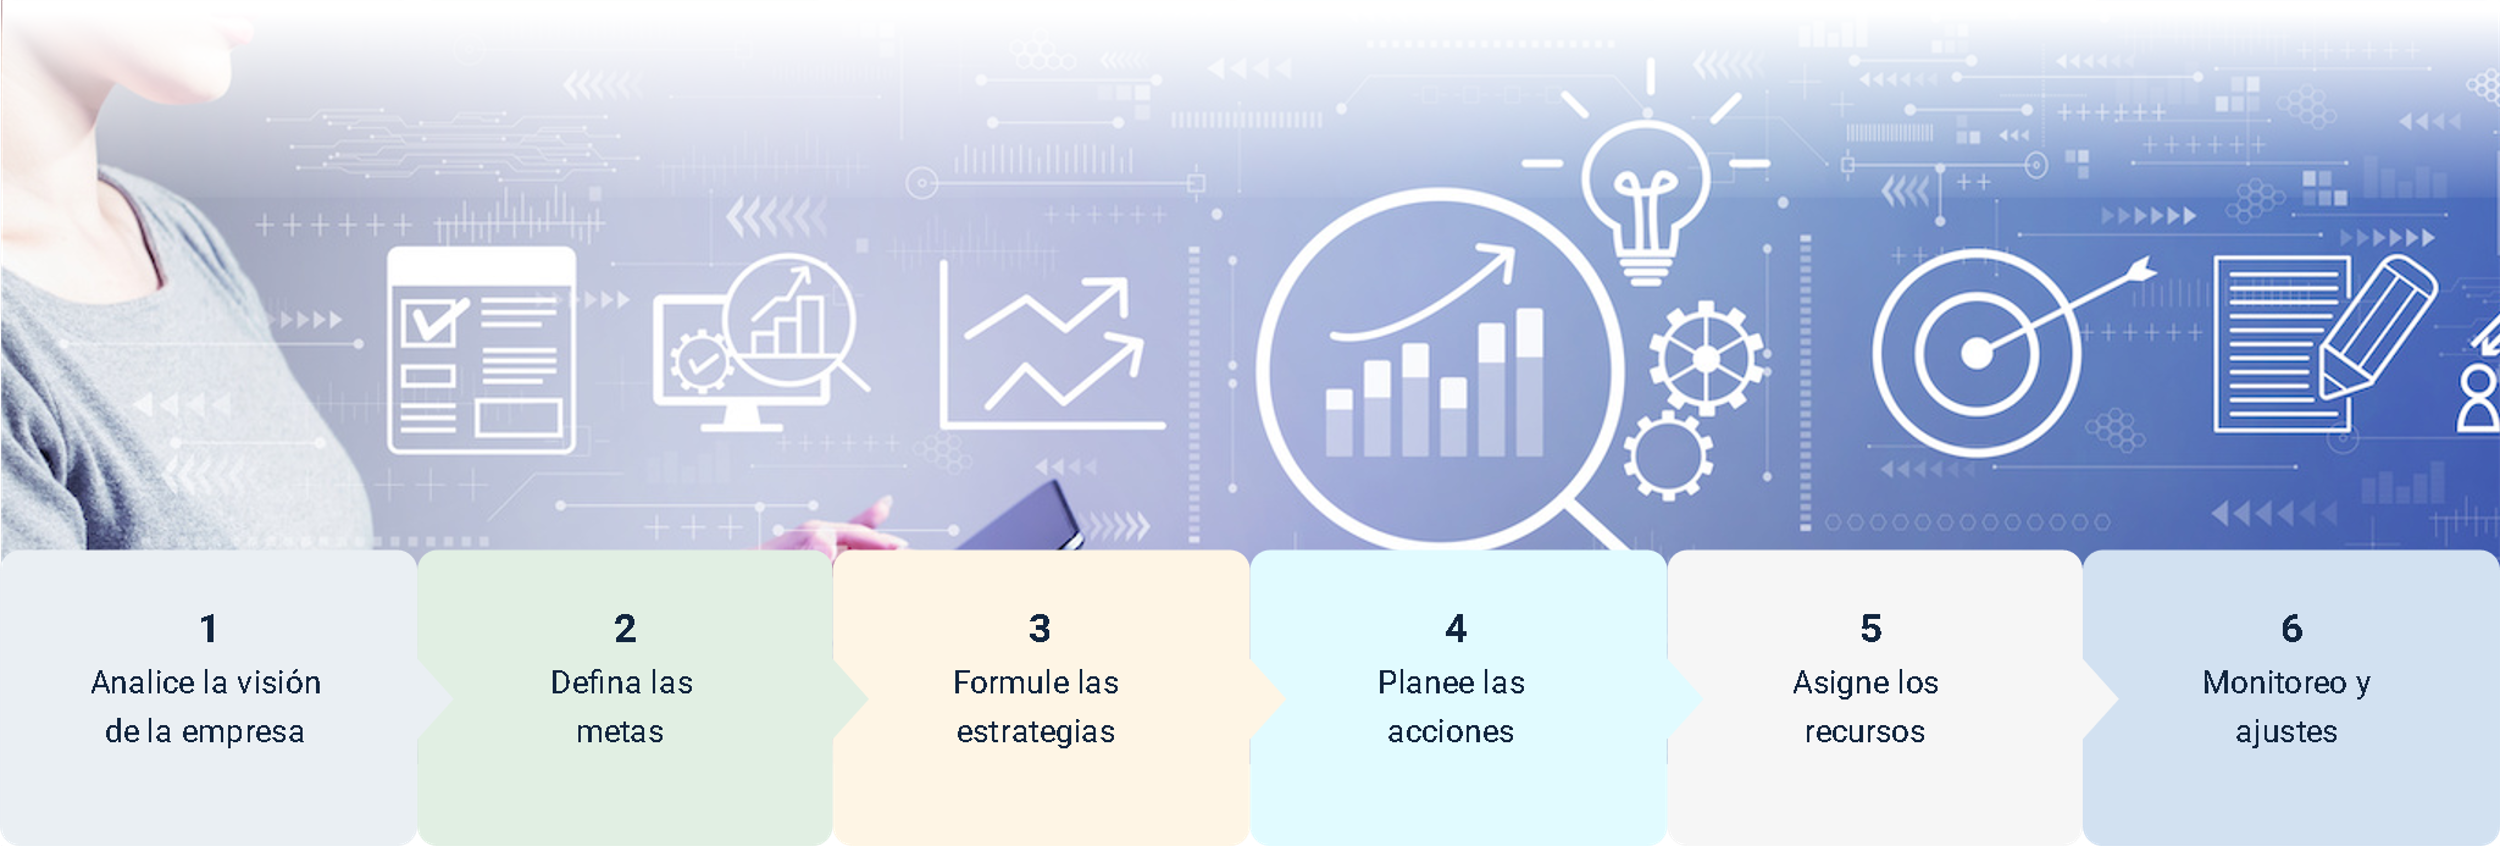 1
Analice la visión
de la empresa
2
Defina las
metas
3
Formule las
estrategias
4
Planee las
acciones
5
Asigne los
recursos
6
Monitoreo y
ajustes